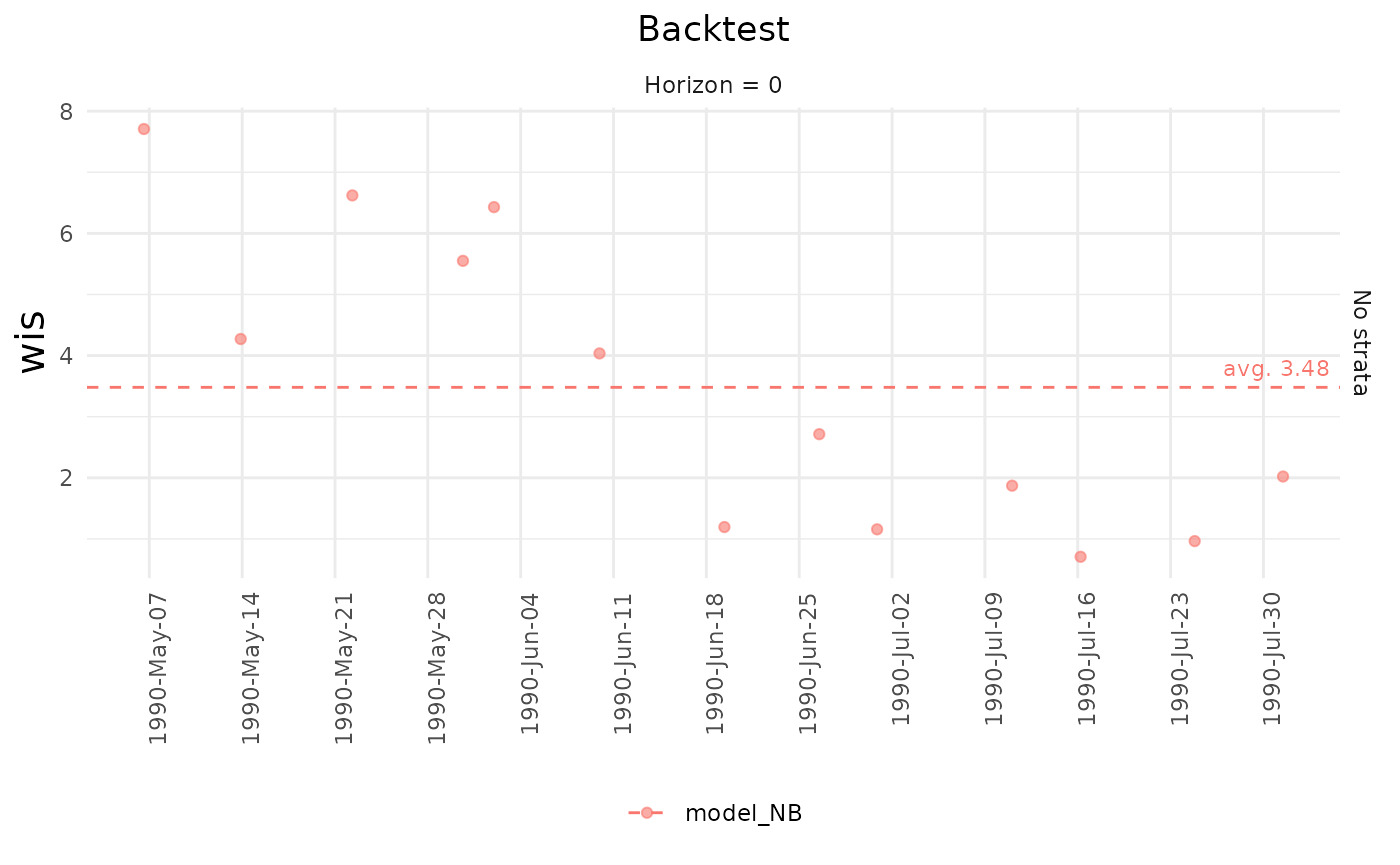 Backtest
Horizon = 0
8
6
4
2
wis
avg. 3.48
No strata
1990-May-07
1990-May-14
1990-May-21
1990-May-28
1990-Jun-04
1990-Jun-11
1990-Jun-18
1990-Jun-25
1990-Jul-02
1990-Jul-09
1990-Jul-16
1990-Jul-23
1990-Jul-30
model_NB